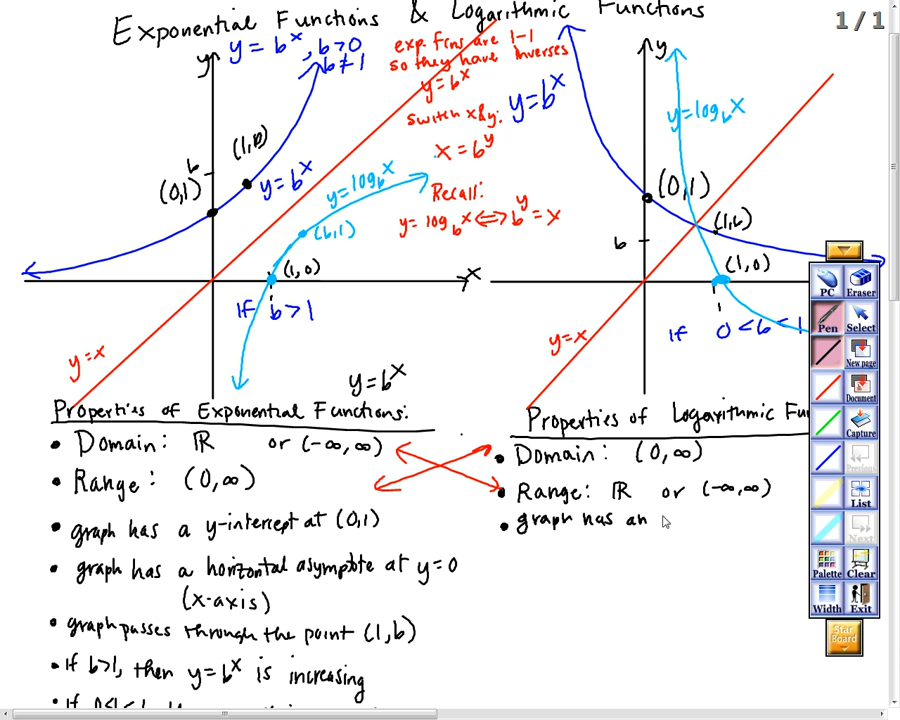 Exponential Functions & Logarithmic Functions
1 / 1
y = b^x, b>0
b≠1
exp. fcns are 1-1
so they have inverses
y = b^x
switch x & y:
x = b^y
Recall:
y = log_b x ⟺ b^y = x
y
b
(1,b)
(0,1)
y = b^x
y = log_b x
(b,1)
(1,0)
x
If b>1
y=x
y = b^x
y
y = b^x
y = log_b x
(0,1)
(1,b)
b
(1,0)
y=x
If 0<b<1
Properties of Exponential Functions:
• Domain: ℝ or (-∞,∞)
• Range: (0,∞)
• graph has a y-intercept at (0,1)
• graph has a horizontal asymptote at y=0
(x-axis)
• graph passes through the point (1,b)
• If b>1, then y = b^x is increasing
Properties of Logarithmic Fun
• Domain: (0,∞)
• Range: ℝ or (-∞,∞)
• graph has an
PC
Eraser
Pen
Select
New page
Document
Capture
Previous
List
Next
Palette
Clear
Width
Exit
Star
Board